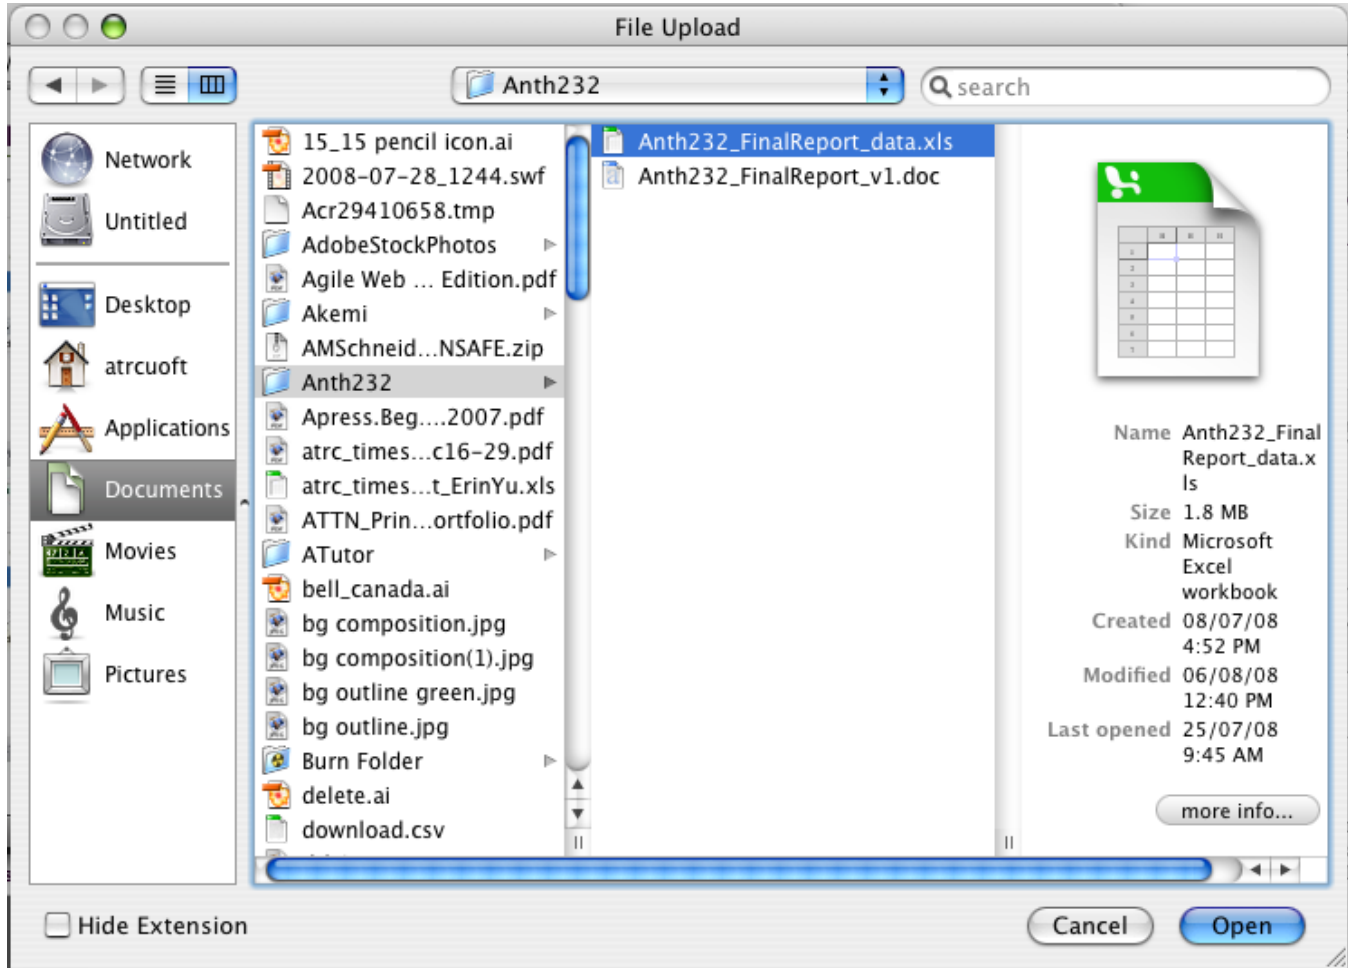 File Upload
Anth232
search
Network
Untitled
Desktop
atrcuoft
Applications
Documents
Movies
Music
Pictures
15_15 pencil icon.ai
2008-07-28_1244.swf
Acr29410658.tmp
AdobeStockPhotos
Agile Web ... Edition.pdf
Akemi
AMSchneid...NSAFE.zip
Anth232
Apress.Beg....2007.pdf
atrc_times...c16-29.pdf
atrc_times...t_ErinYu.xls
ATTN_Prin...ortfolio.pdf
ATutor
bell_canada.ai
bg composition.jpg
bg composition(1).jpg
bg outline green.jpg
bg outline.jpg
Burn Folder
delete.ai
download.csv
Anth232_FinalReport_data.xls
Anth232_FinalReport_v1.doc
Name Anth232_Final
Report_data.x
ls
Size 1.8 MB
Kind Microsoft
Excel
workbook
Created 08/07/08
4:52 PM
Modified 06/08/08
12:40 PM
Last opened 25/07/08
9:45 AM
more info...
Hide Extension
Cancel
Open